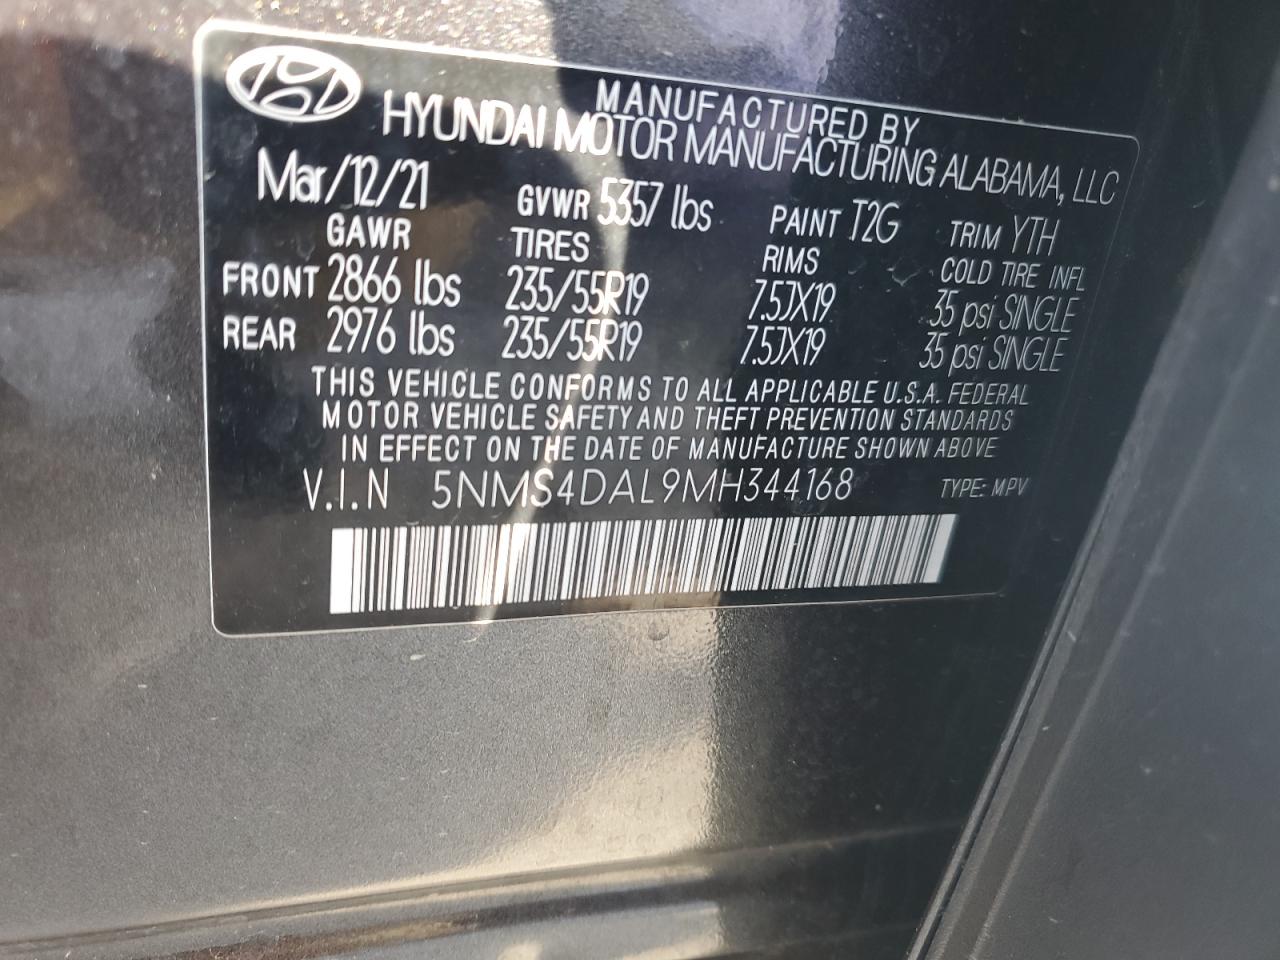 MANUFACTURED BY
HYUNDAI MOTOR MANUFACTURING ALABAMA, LLC
Mar/12/21 GVWR 5357 lbs PAINT T2G TRIM YTH
GAWR TIRES RIMS COLD TIRE INFL
FRONT 2866 lbs 235/55R19 7.5JX19 35 psi SINGLE
REAR 2976 lbs 235/55R19 7.5JX19 35 psi SINGLE
THIS VEHICLE CONFORMS TO ALL APPLICABLE U.S.A. FEDERAL
MOTOR VEHICLE SAFETY AND THEFT PREVENTION STANDARDS
IN EFFECT ON THE DATE OF MANUFACTURE SHOWN ABOVE
V.I.N 5NMS4DAL9MH344168 TYPE: MPV